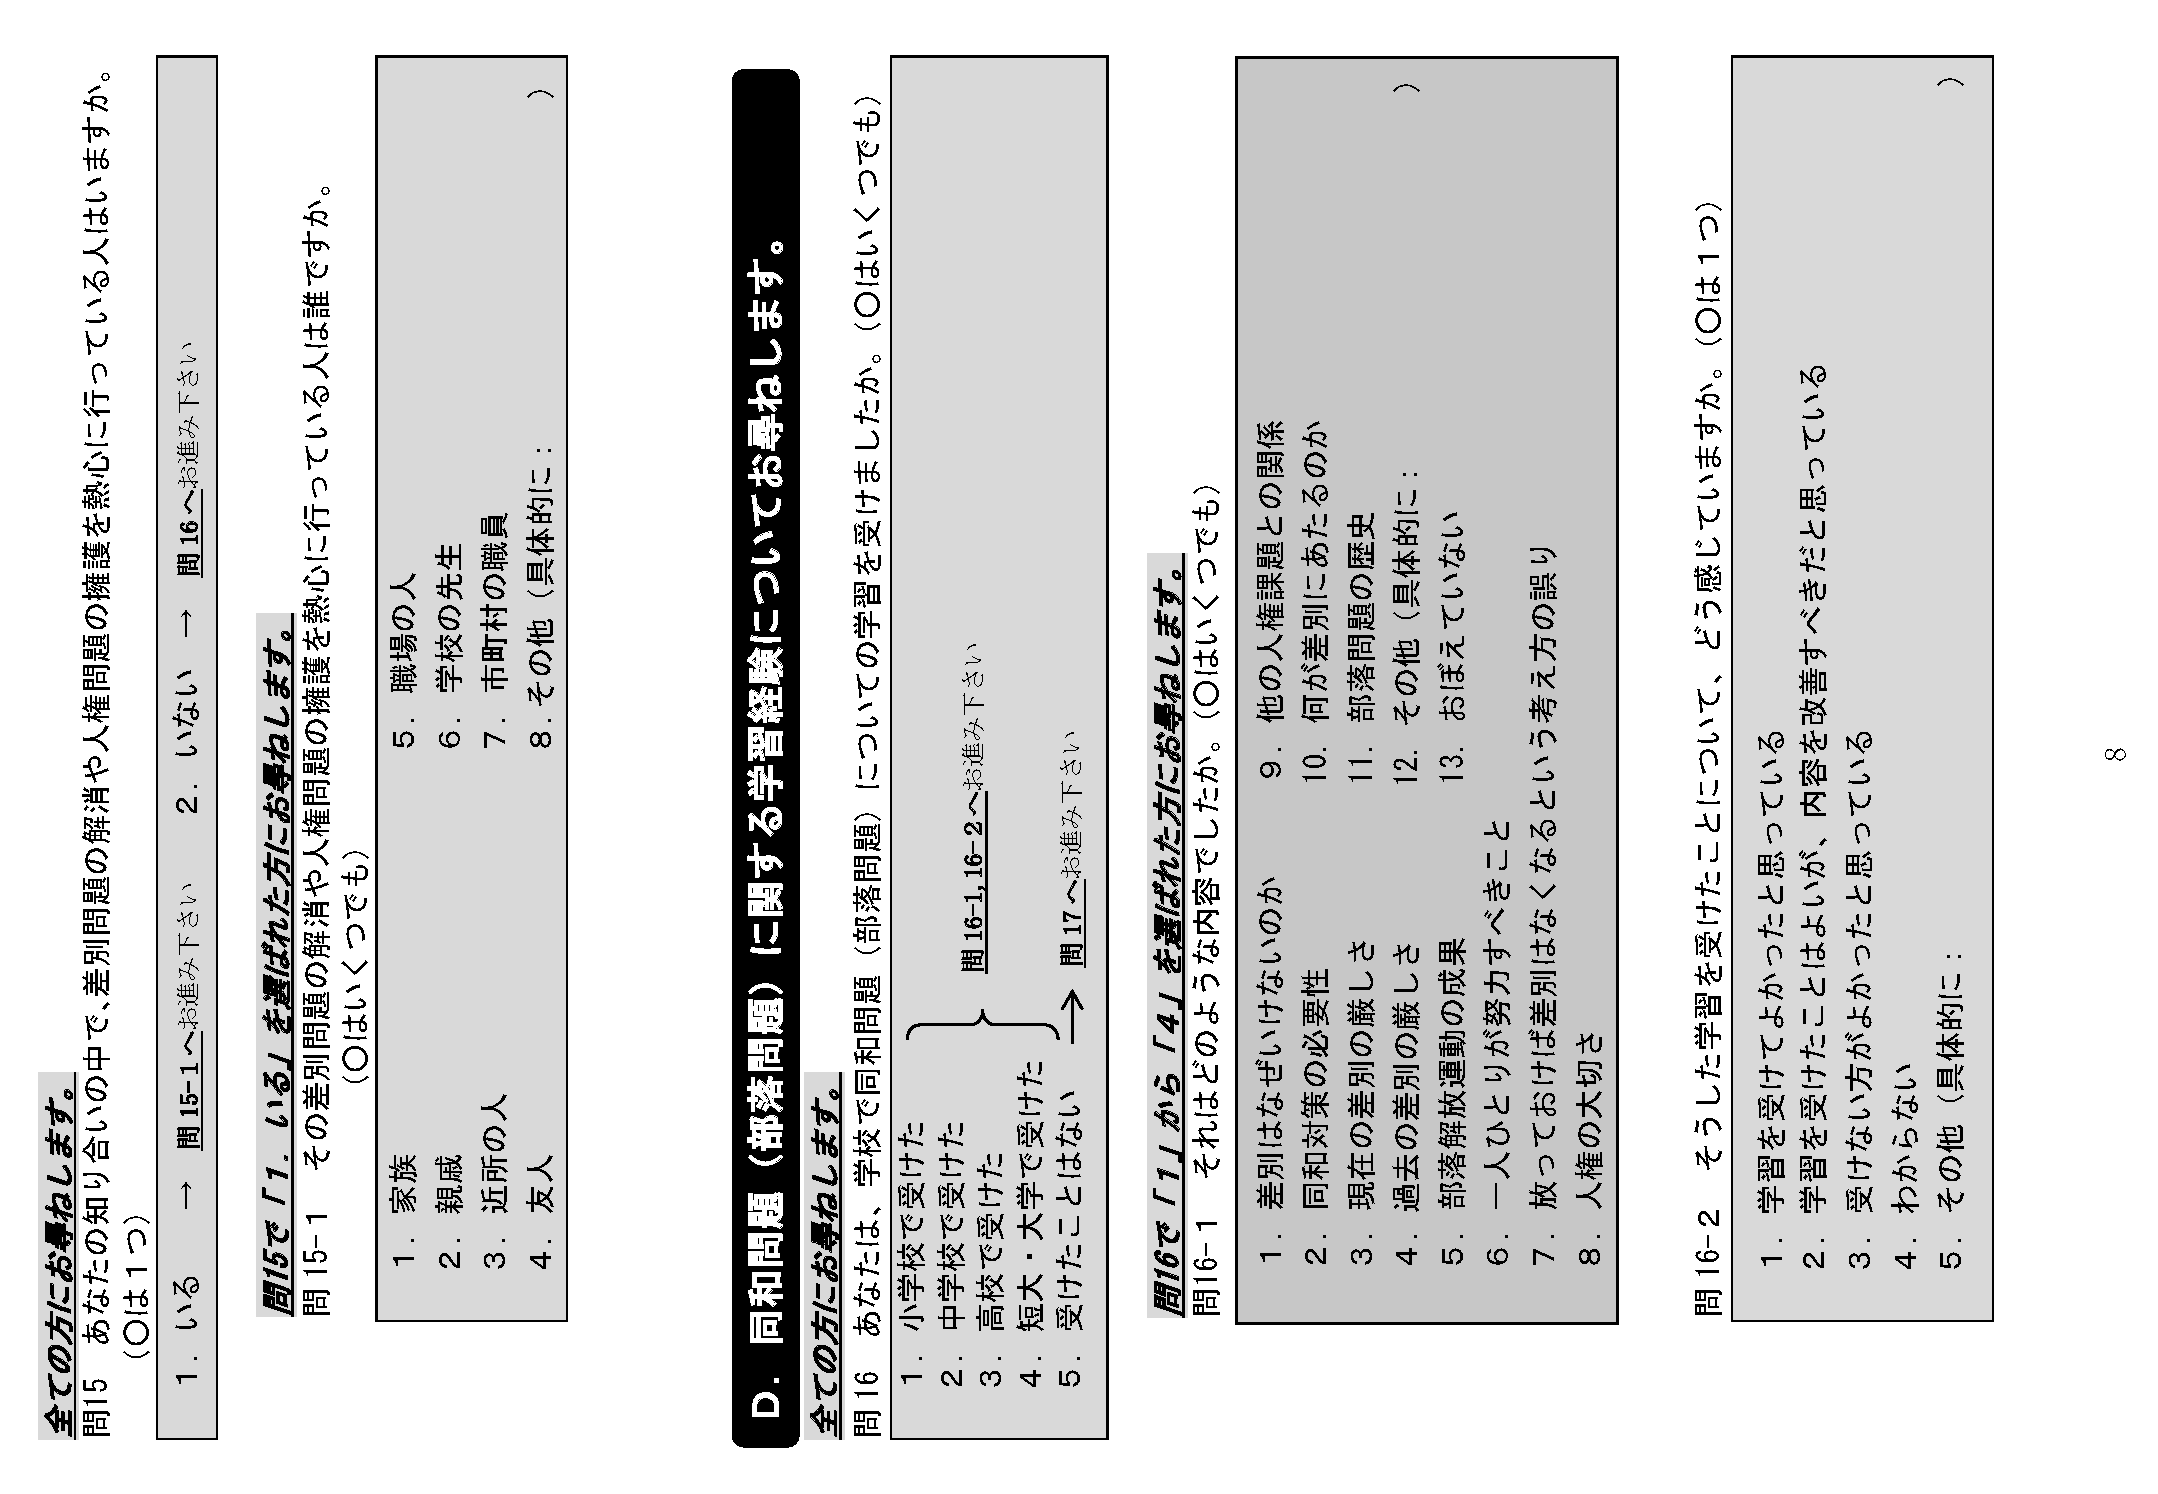 全ての方にお尋ねします。
問15　あなたの知り合いの中で、差別問題の解消や人権問題の擁護を熱心に行っている人はいますか。
（〇は１つ）
１．いる　→　問15-1へお進み下さい　２．いない　→　問16へお進み下さい
問15で「１．いる」を選ばれた方にお尋ねします。
問15-１　その差別問題の解消や人権問題の擁護を熱心に行っている人は誰ですか。
（〇はいくつでも）
１．家族　５．職場の人
２．親戚　６．学校の先生
３．近所の人　７．市町村の職員
４．友人　８．その他（具体的に：　）
Ｄ．同和問題（部落問題）に関する学習経験についてお尋ねします。
全ての方にお尋ねします。
問16　あなたは、学校で同和問題（部落問題）についての学習を受けましたか。（〇はいくつでも）
１．小学校で受けた
２．中学校で受けた
３．高校で受けた　問16-1,16-2へお進み下さい
４．短大・大学で受けた
５．受けたことはない　→　問17へお進み下さい
問16で「１」から「４」を選ばれた方にお尋ねします。
問16-１　それはどのような内容でしたか。（〇はいくつでも）
１．差別はなぜいけないのか　９．他の人権課題との関係
２．同和対策の必要性　10．何が差別にあたるのか
３．現在の差別の厳しさ　11．部落問題の歴史
４．過去の差別の厳しさ　12．その他（具体的に：　）
５．部落解放運動の成果　13．おぼえていない
６．一人ひとりが努力すべきこと
７．放っておけば差別はなくなるという考え方の誤り
８．人権の大切さ
問16-２　そうした学習を受けたことについて、どう感じていますか。（〇は１つ）
１．学習を受けてよかったと思っている
２．学習を受けたことはよいが、内容を改善すべきだと思っている
３．受けない方がよかったと思っている
４．わからない
５．その他（具体的に：　）
8